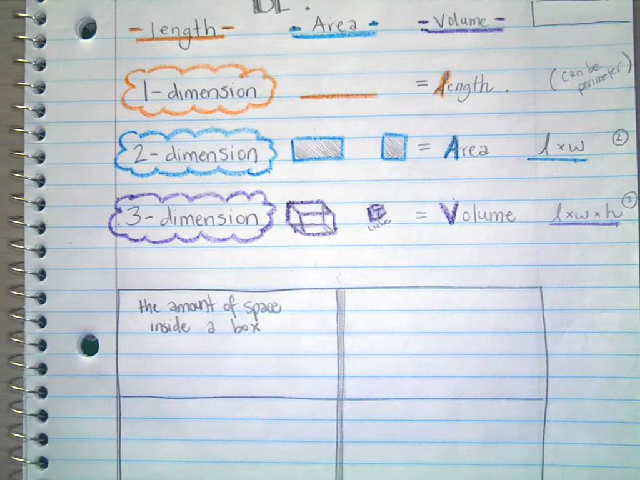 - Length - - Area - - Volume -
1-dimension = Length. (can be perimeter)
2-dimension = Area l x w ②
3-dimension = Volume l x w x h
cube
the amount of space
inside a box